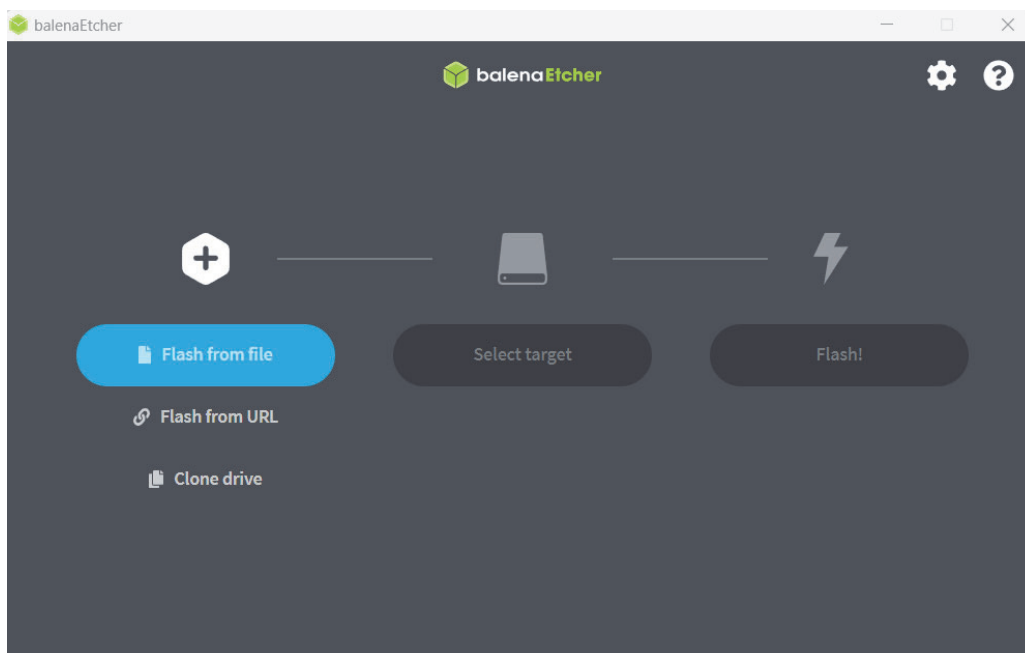 balenaEtcher
balenaEtcher
Flash from file
Select target
Flash!
Flash from URL
Clone drive